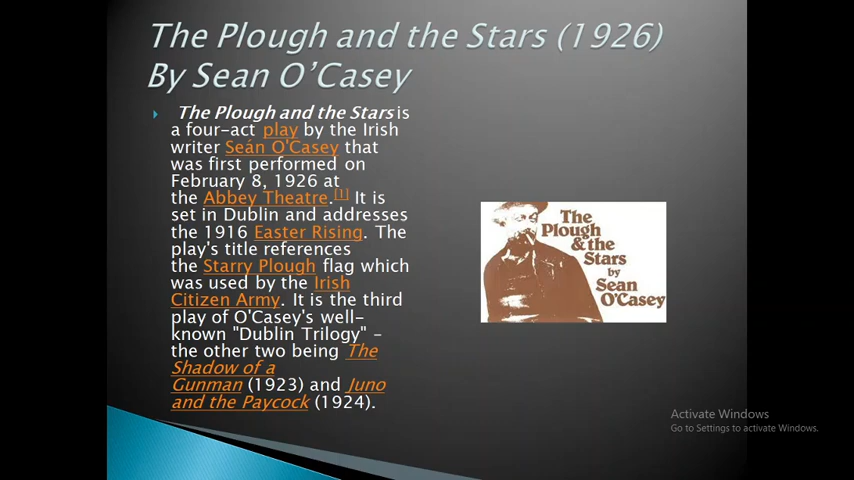 The Plough and the Stars (1926)
By Sean O'Casey
The Plough and the Stars is
a four-act play by the Irish
writer Seán O'Casey that
was first performed on
February 8, 1926 at
the Abbey Theatre.[1] It is
set in Dublin and addresses
the 1916 Easter Rising. The
play's title references
the Starry Plough flag which
was used by the Irish
Citizen Army. It is the third
play of O'Casey's well-
known "Dublin Trilogy" –
the other two being The
Shadow of a
Gunman (1923) and Juno
and the Paycock (1924).
The
Plough
& the
Stars
by
Sean
O'Casey
Activate Windows
Go to Settings to activate Windows.